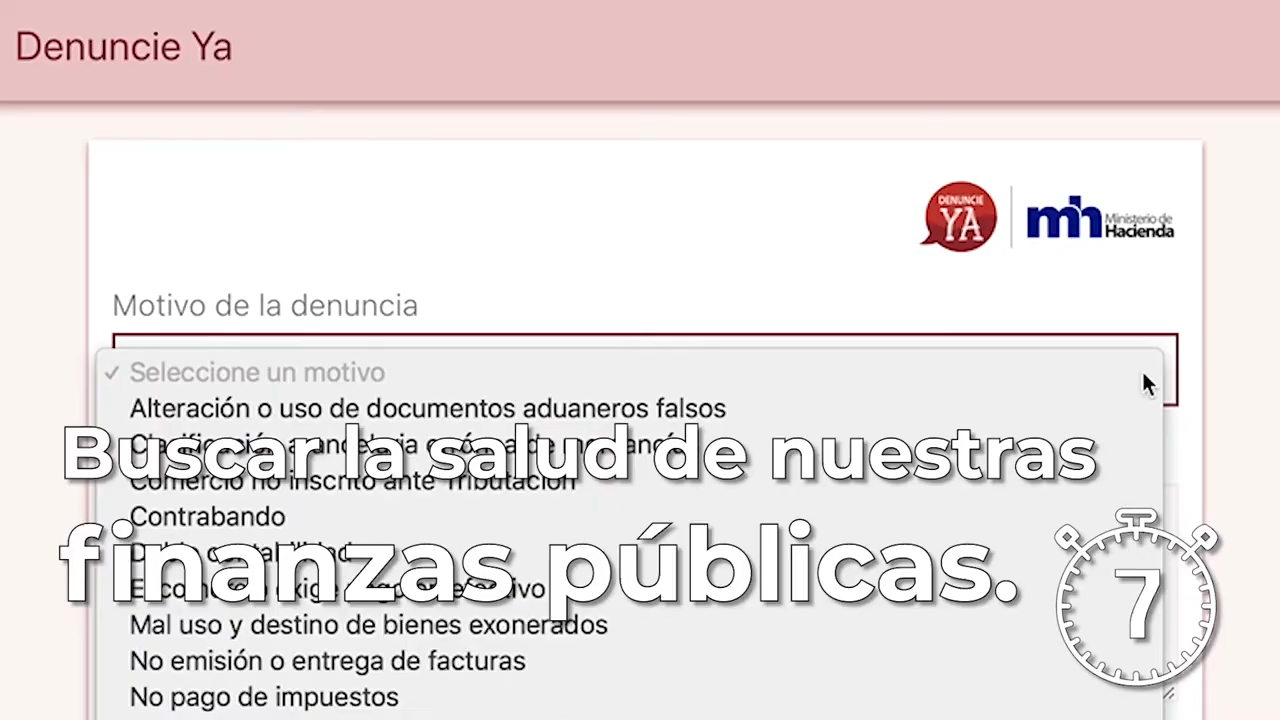 Denuncie Ya
DENUNCIE
YA
mh
Ministerio de
Hacienda
Motivo de la denuncia
✓ Seleccione un motivo
Alteración o uso de documentos aduaneros falsos
Buscar la salud de nuestras
Comercio no inscrito ante Tributación
Contrabando
finanzas públicas.
7
Mal uso y destino de bienes exonerados
No emisión o entrega de facturas
No pago de impuestos